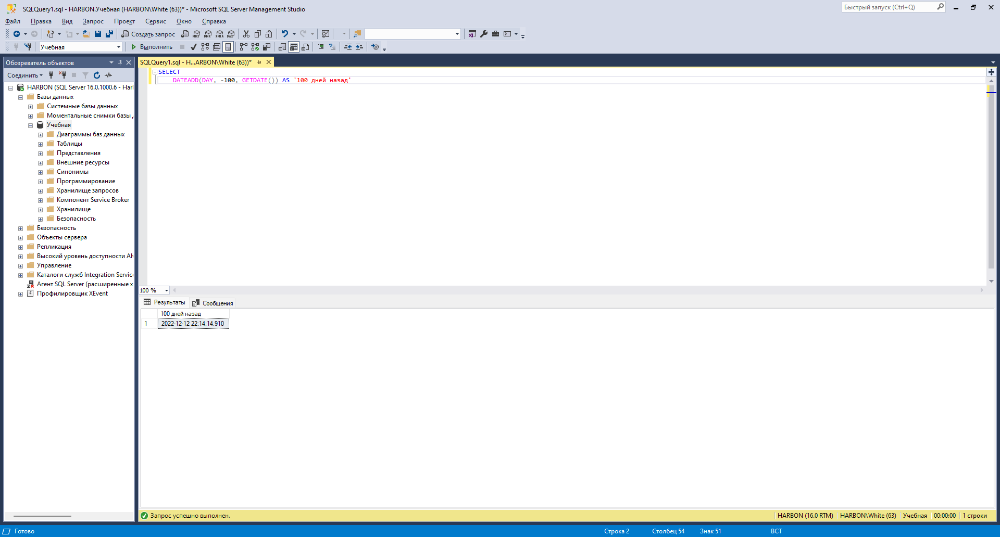 SQLQuery1.sql - HARBON.Учебная (HARBON\White (63))* - Microsoft SQL Server Management Studio
Быстрый запуск (Ctrl+Q)
Файл Правка Вид Запрос Проект Сервис Окно Справка
Создать запрос MDX DMX XMLA DAX
Учебная Выполнить
Обозреватель объектов
SQLQuery1.sql - H...ARBON\White (63))*
Соединить
HARBON (SQL Server 16.0.1000.6 - Harl
Базы данных
Системные базы данных
Моментальные снимки базы
Учебная
Диаграммы баз данных
Таблицы
Представления
Внешние ресурсы
Синонимы
Программирование
Хранилище запросов
Компонент Service Broker
Хранилище
Безопасность
Безопасность
Объекты сервера
Репликация
Высокий уровень доступности Al
Управление
Каталоги служб Integration Servic
Агент SQL Server (расширенные х
Профилировщик XEvent
SELECT
DATEADD(DAY, -100, GETDATE()) AS '100 дней назад'
100 %
Результаты Сообщения
100 дней назад
1 2022-12-12 22:14:14.910
Запрос успешно выполнен. HARBON (16.0 RTM) HARBON\White (63) Учебная 00:00:00 1 строки
Готово Строка 2 Столбец 54 Знак 51 ВСТ